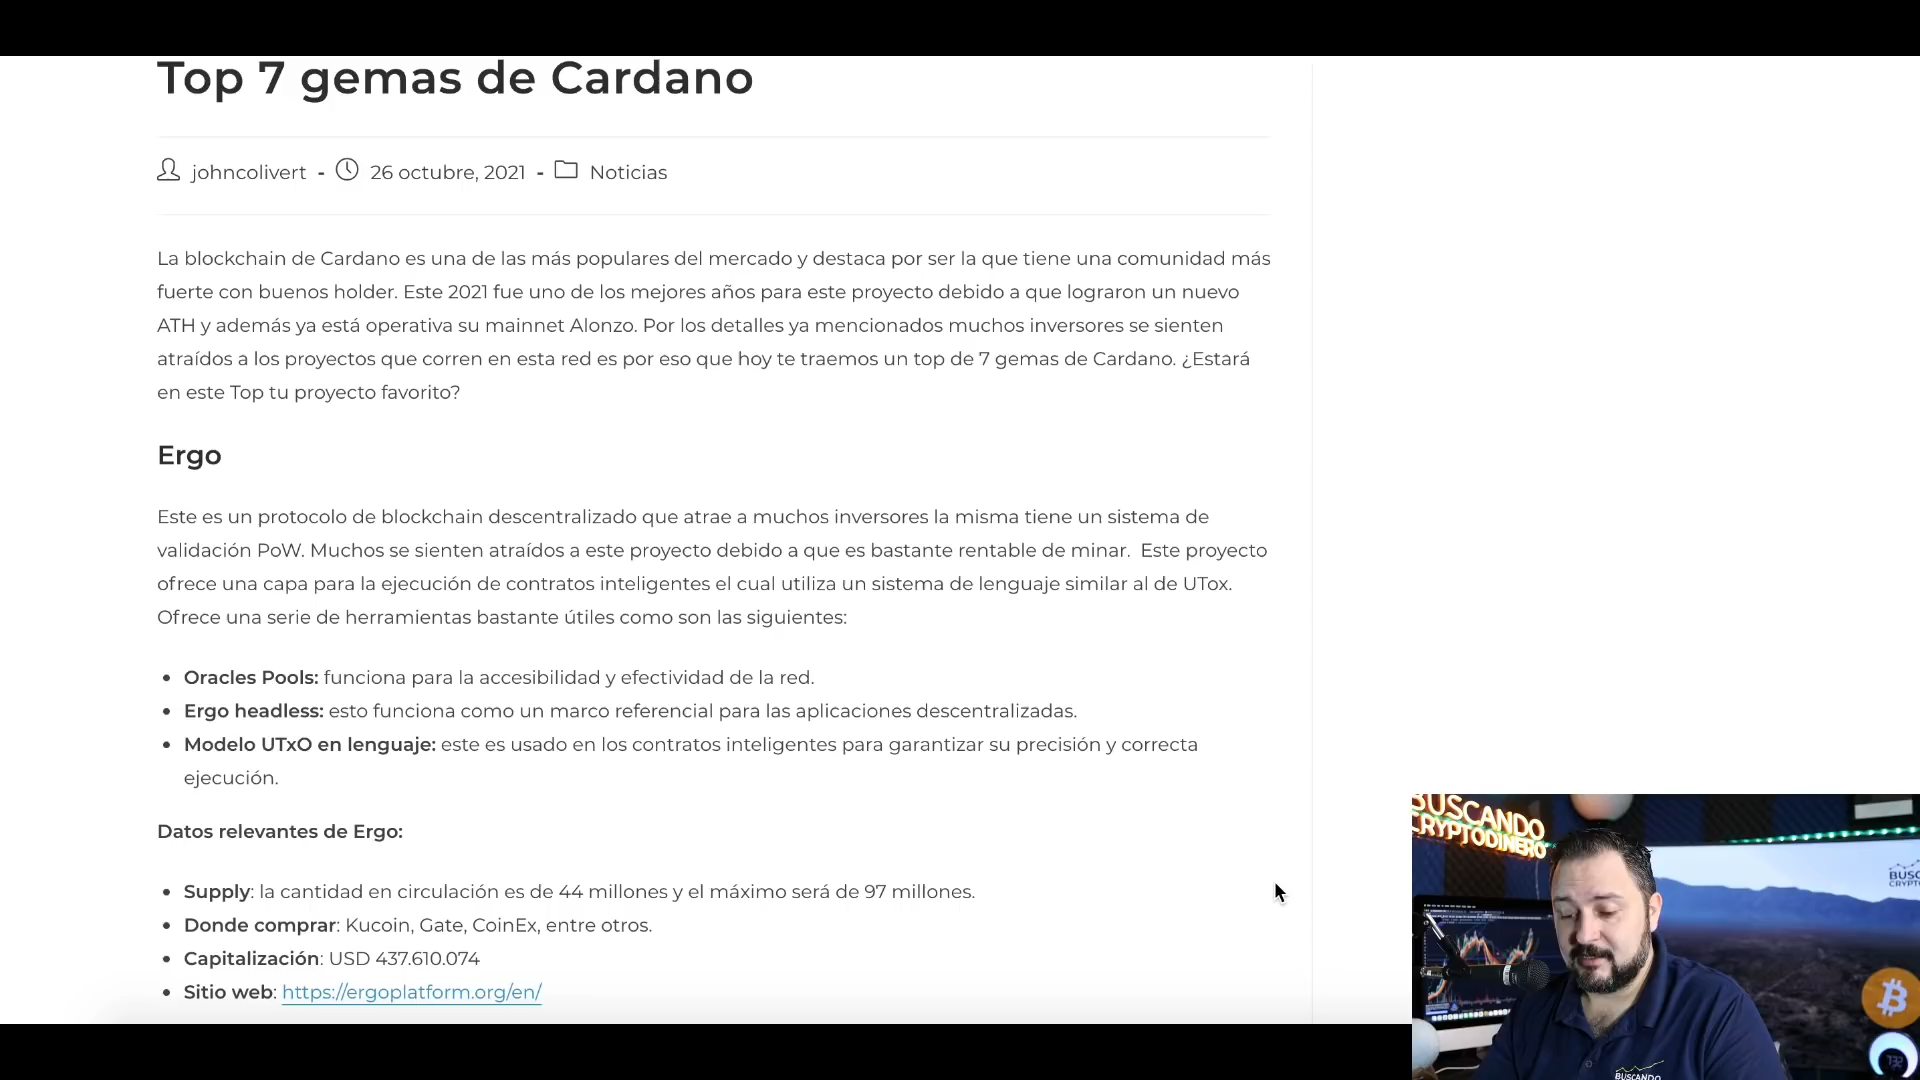 Top 7 gemas de Cardano
johncolivert - 26 octubre, 2021 - Noticias
La blockchain de Cardano es una de las más populares del mercado y destaca por ser la que tiene una comunidad más
fuerte con buenos holder. Este 2021 fue uno de los mejores años para este proyecto debido a que lograron un nuevo
ATH y además ya está operativa su mainnet Alonzo. Por los detalles ya mencionados muchos inversores se sienten
atraídos a los proyectos que corren en esta red es por eso que hoy te traemos un top de 7 gemas de Cardano. ¿Estará
en este Top tu proyecto favorito?
Ergo
Este es un protocolo de blockchain descentralizado que atrae a muchos inversores la misma tiene un sistema de
validación PoW. Muchos se sienten atraídos a este proyecto debido a que es bastante rentable de minar. Este proyecto
ofrece una capa para la ejecución de contratos inteligentes el cual utiliza un sistema de lenguaje similar al de UTox.
Ofrece una serie de herramientas bastante útiles como son las siguientes:
• Oracles Pools: funciona para la accesibilidad y efectividad de la red.
• Ergo headless: esto funciona como un marco referencial para las aplicaciones descentralizadas.
• Modelo UTxO en lenguaje: este es usado en los contratos inteligentes para garantizar su precisión y correcta
ejecución.
Datos relevantes de Ergo:
• Supply: la cantidad en circulación es de 44 millones y el máximo será de 97 millones.
• Donde comprar: Kucoin, Gate, CoinEx, entre otros.
• Capitalización: USD 437.610.074
• Sitio web: https://ergoplatform.org/en/
BUSCANDO
CRYPTODINERO
BUSC
CRYPT
BUSCANDO